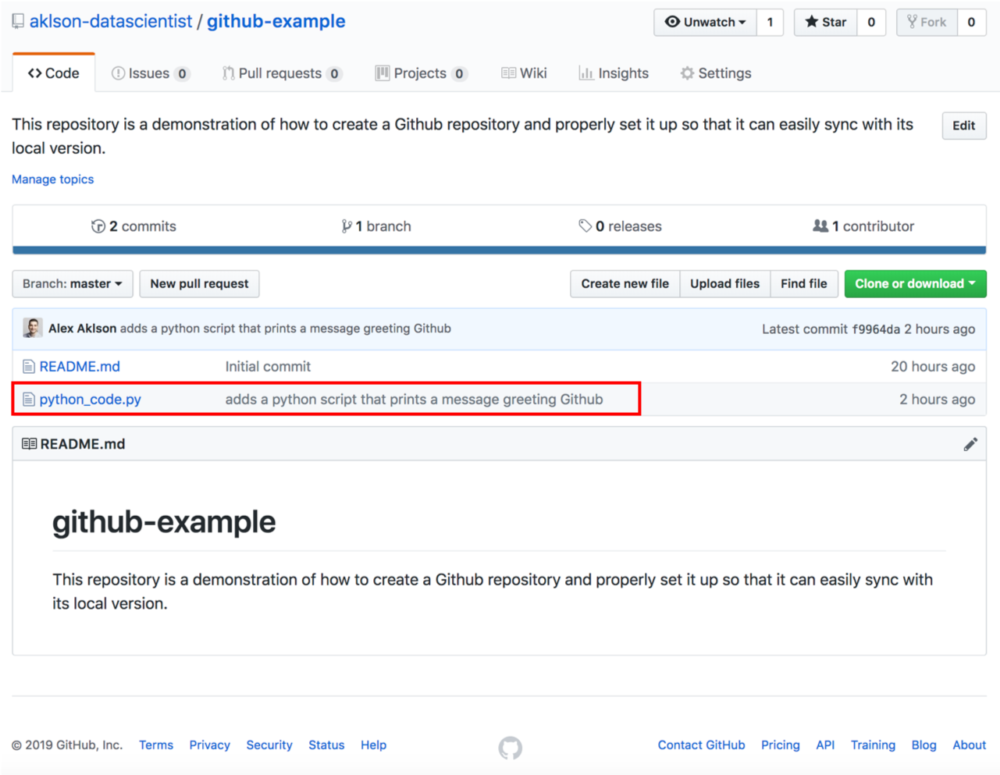 aklson-datascientist / github-example
Unwatch 1 Star 0 Fork 0
Code Issues 0 Pull requests 0 Projects 0 Wiki Insights Settings
This repository is a demonstration of how to create a Github repository and properly set it up so that it can easily sync with its
local version.
Edit
Manage topics
2 commits 1 branch 0 releases 1 contributor
Branch: master New pull request Create new file Upload files Find file Clone or download
Alex Aklson adds a python script that prints a message greeting Github Latest commit f9964da 2 hours ago
README.md Initial commit 20 hours ago
python_code.py adds a python script that prints a message greeting Github 2 hours ago
README.md
github-example
This repository is a demonstration of how to create a Github repository and properly set it up so that it can easily sync with
its local version.
© 2019 GitHub, Inc. Terms Privacy Security Status Help Contact GitHub Pricing API Training Blog About